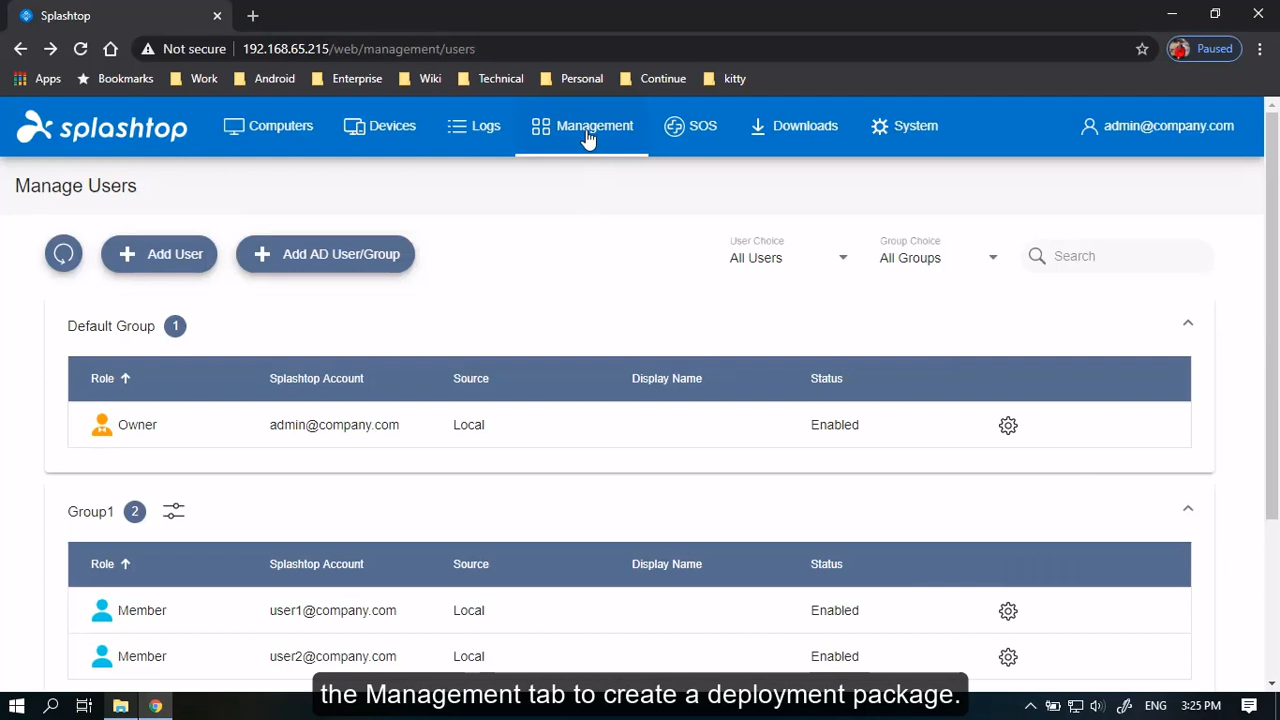 Splashtop
Not secure 192.168.65.215/web/management/users
Paused
Apps Bookmarks Work Android Enterprise Wiki Technical Personal Continue kitty
splashtop Computers Devices Logs Management SOS Downloads System admin@company.com
Manage Users
Add User Add AD User/Group
User Choice Group Choice
All Users All Groups Search
Default Group 1
Role Splashtop Account Source Display Name Status
Owner admin@company.com Local Enabled
Group1 2
Role Splashtop Account Source Display Name Status
Member user1@company.com Local Enabled
Member user2@company.com Local Enabled
the Management tab to create a deployment package.
ENG 3:25 PM